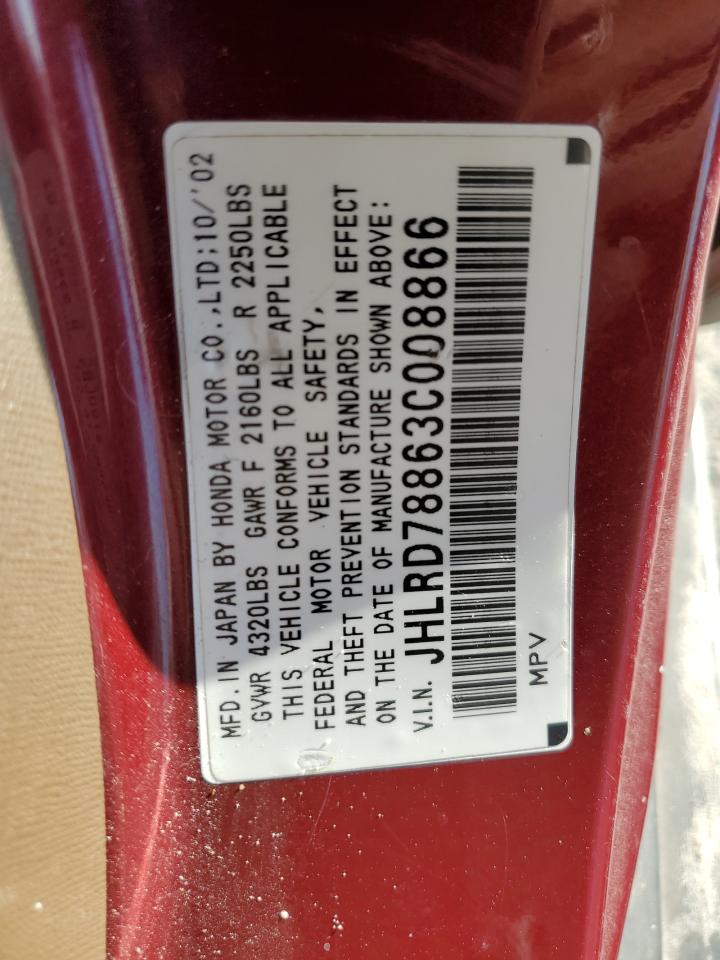 MFD. IN JAPAN BY HONDA MOTOR CO.,LTD:10/'02
GVWR 4320LBS GAWR F 2160LBS R 2250LBS
THIS VEHICLE CONFORMS TO ALL APPLICABLE
FEDERAL MOTOR VEHICLE SAFETY,
AND THEFT PREVENTION STANDARDS IN EFFECT
ON THE DATE OF MANUFACTURE SHOWN ABOVE:
V.I.N. JHLRD78863C008866
MPV